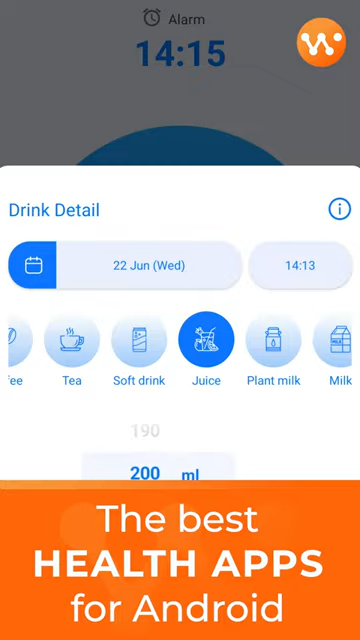 Alarm
14:15
Drink Detail
22 Jun (Wed)
14:13
fee
Tea
Soft drink
Juice
Plant milk
Milk
190
200 ml
The best
HEALTH APPS
for Android